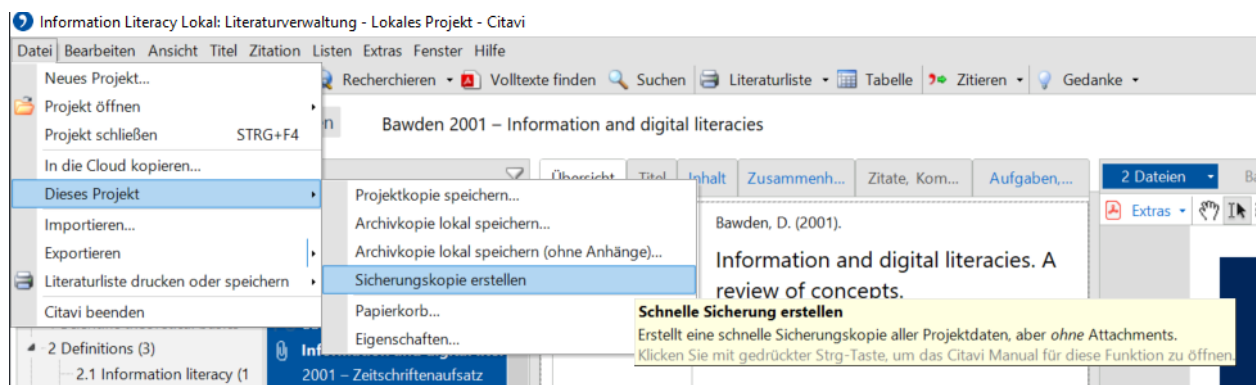 Information Literacy Lokal: Literaturverwaltung - Lokales Projekt - Citavi
Datei Bearbeiten Ansicht Titel Zitation Listen Extras Fenster Hilfe
Recherchieren Volltexte finden Suchen Literaturliste Tabelle Zitieren Gedanke
Neues Projekt...
Projekt öffnen
Projekt schließen STRG+F4
In die Cloud kopieren...
Dieses Projekt
Importieren...
Exportieren
Literaturliste drucken oder speichern
Citavi beenden
Bawden 2001 – Information and digital literacies
Übersicht Titel Inhalt Zusammenh... Zitate, Kom... Aufgaben,... 2 Dateien
Extras
Projektkopie speichern...
Archivkopie lokal speichern...
Archivkopie lokal speichern (ohne Anhänge)...
Sicherungskopie erstellen
Papierkorb...
Eigenschaften...
Bawden, D. (2001).
Information and digital literacies. A
review of concepts.
Schnelle Sicherung erstellen
Erstellt eine schnelle Sicherungskopie aller Projektdaten, aber ohne Attachments.
Klicken Sie mit gedrückter Strg-Taste, um das Citavi Manual für diese Funktion zu öffnen.
2 Definitions (3)
2.1 Information literacy (1
2001 – Zeitschriftenaufsatz